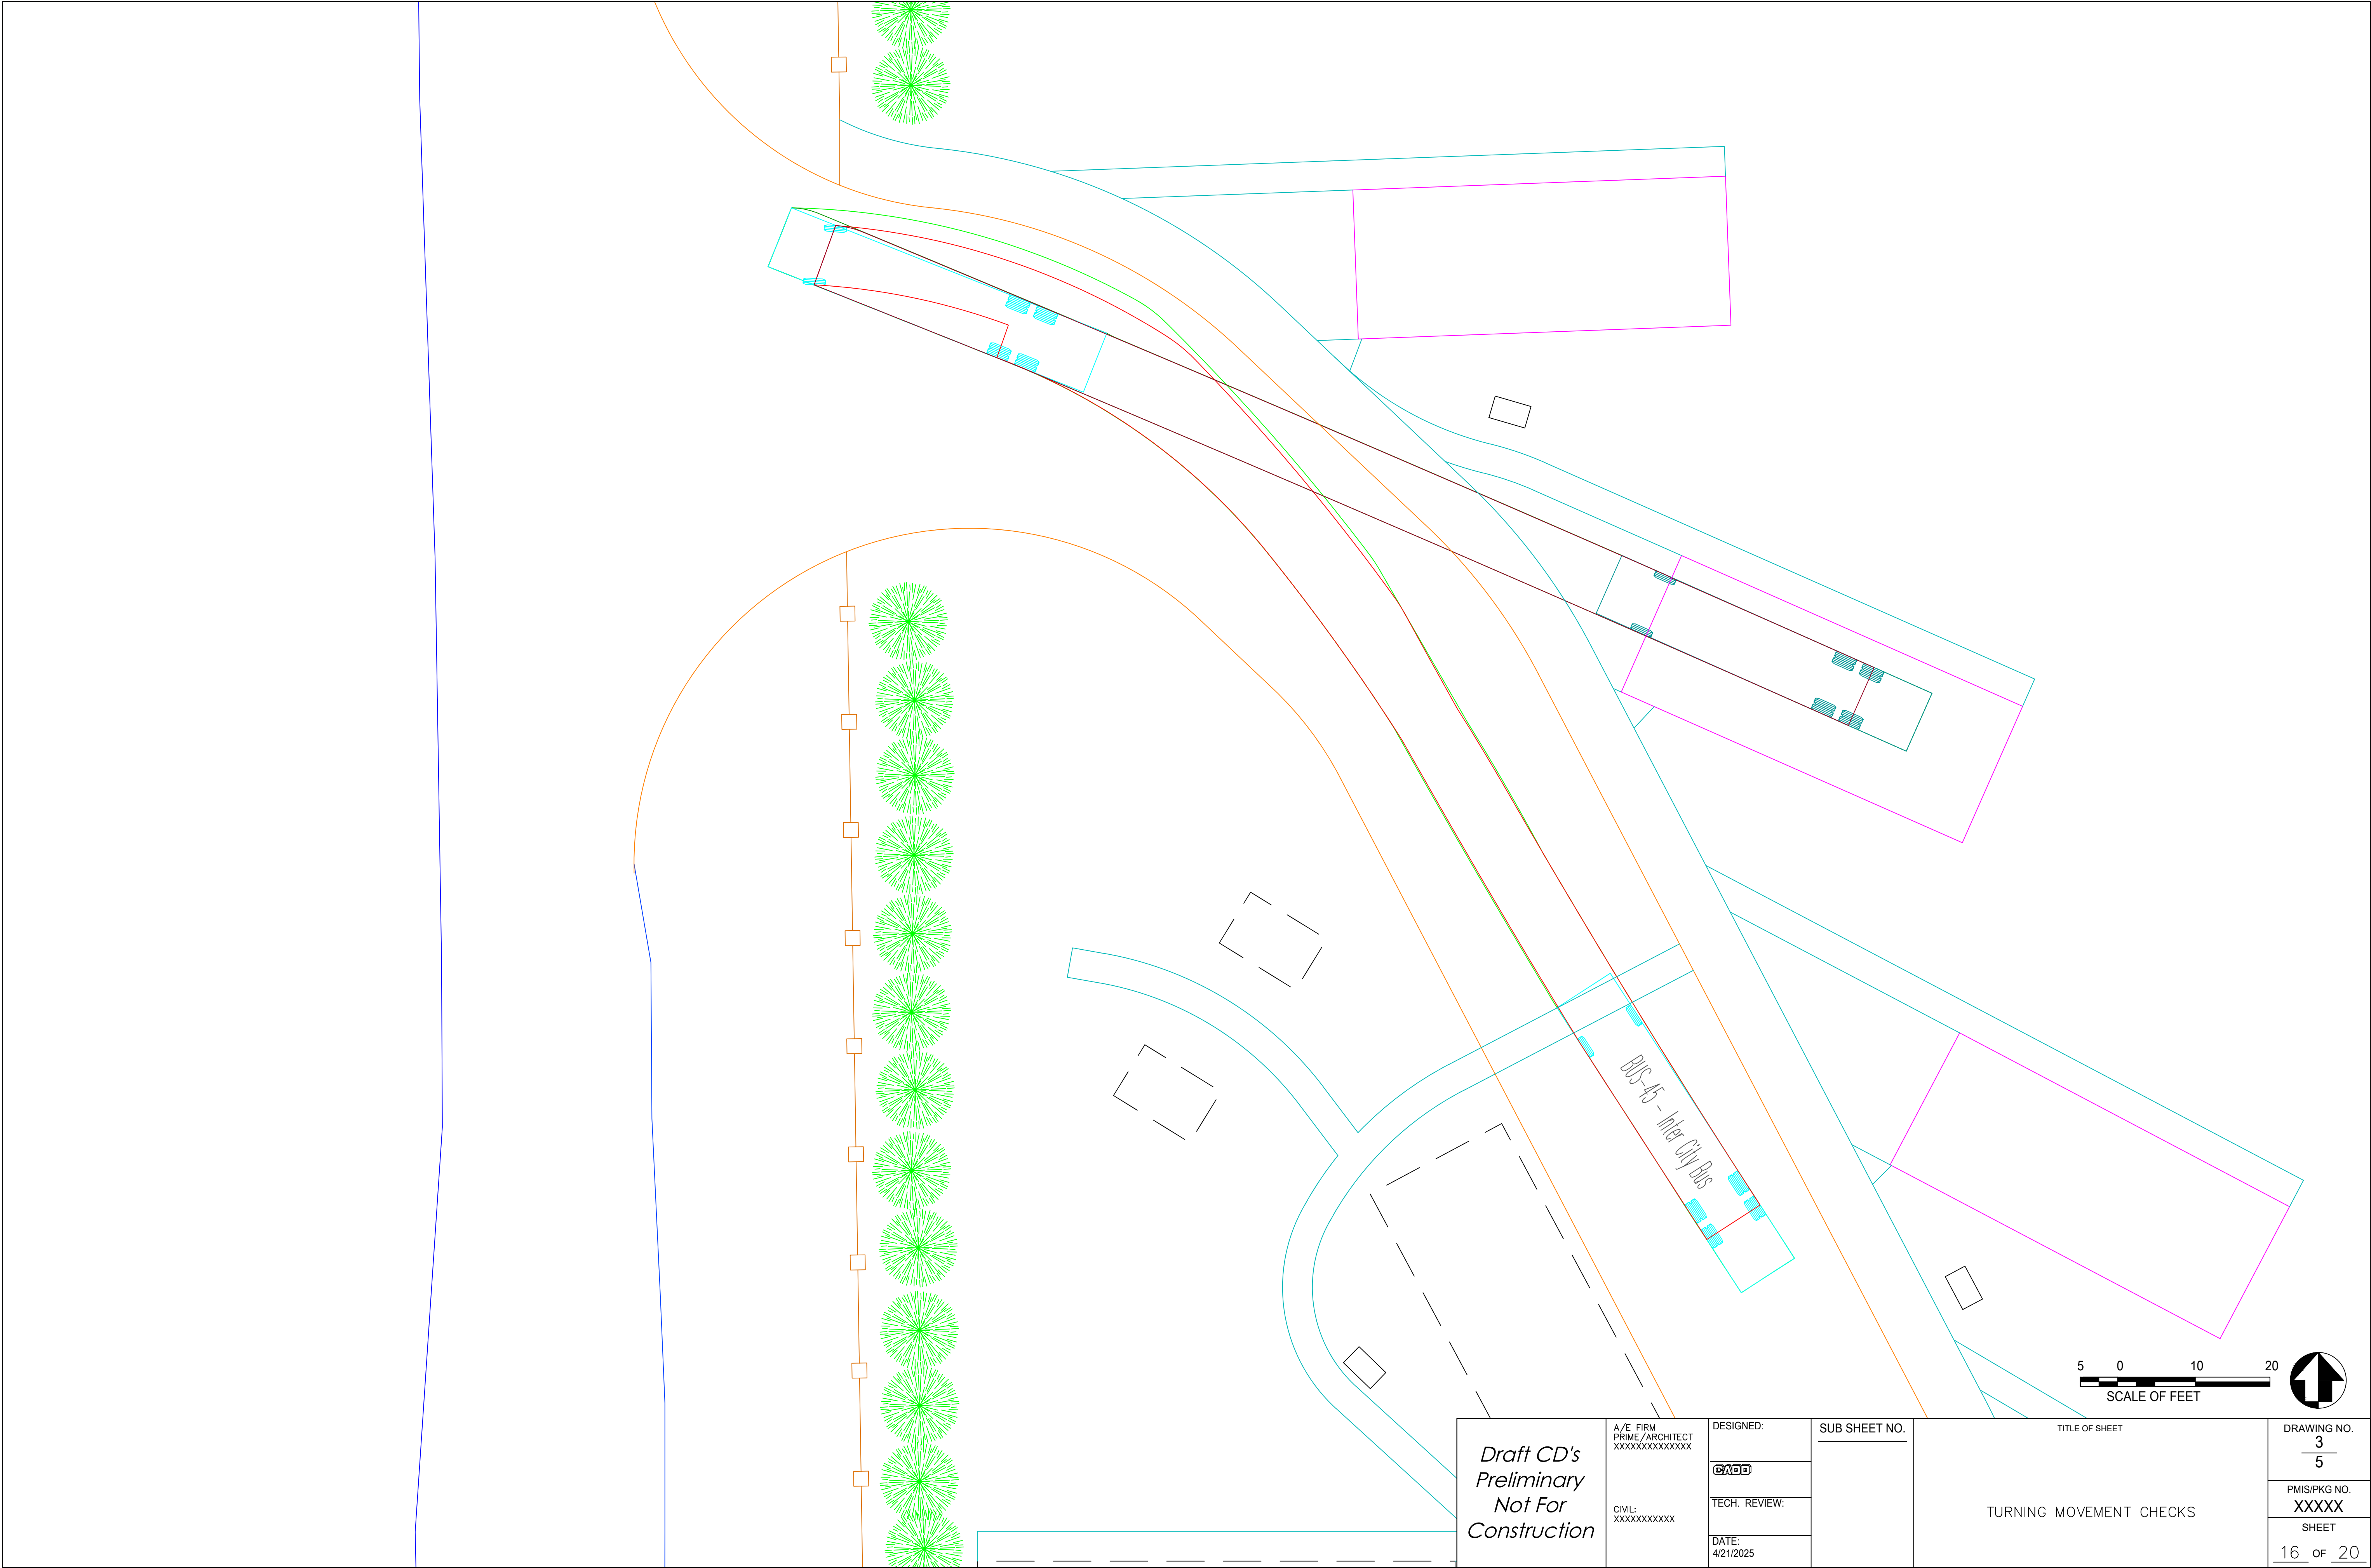 BUS-45 - Inter City Bus
5 0 10 20
SCALE OF FEET
Draft CD's
Preliminary
Not For
Construction
A/E FIRM
PRIME/ARCHITECT
XXXXXXXXXXXXXX
CIVIL:
XXXXXXXXXXX
DESIGNED:
CADD
TECH. REVIEW:
DATE:
4/21/2025
SUB SHEET NO.
TITLE OF SHEET
TURNING MOVEMENT CHECKS
DRAWING NO.
3
5
PMIS/PKG NO.
XXXXX
SHEET
16 OF 20